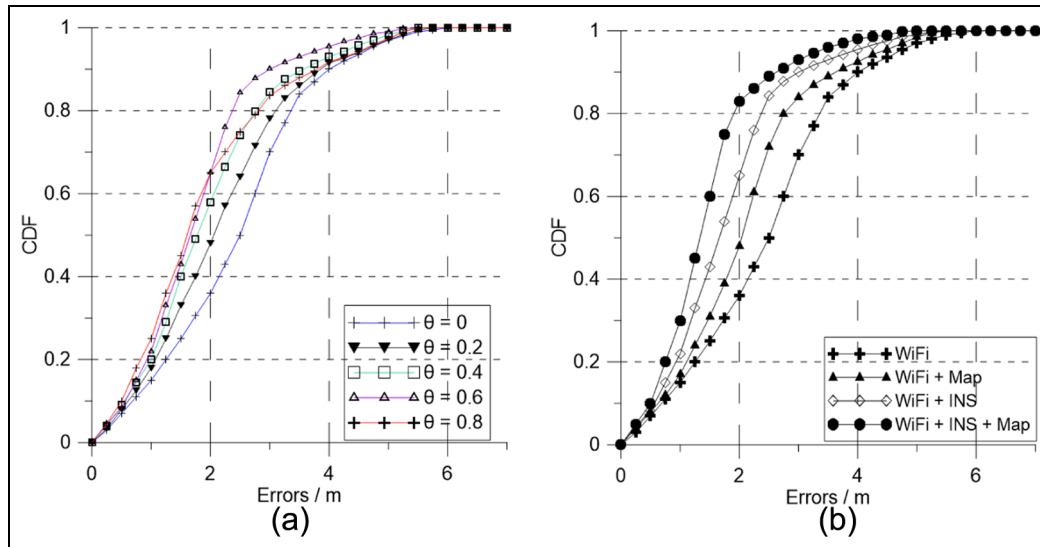 1
0.8
0.6
0.4
0.2
0
CDF
0 2 4 6
Errors / m
θ = 0
θ = 0.2
θ = 0.4
θ = 0.6
θ = 0.8
(a)
1
0.8
0.6
0.4
0.2
0
CDF
0 2 4 6
Errors / m
WiFi
WiFi + Map
WiFi + INS
WiFi + INS + Map
(b)